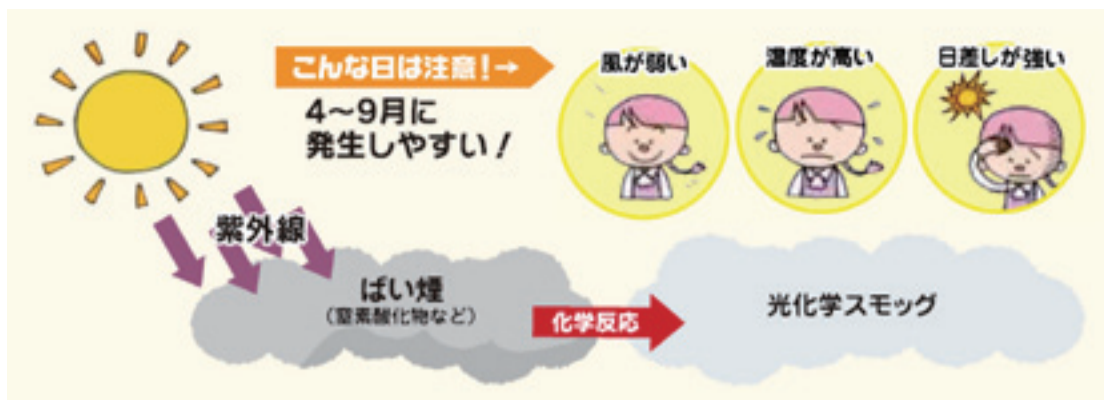 こんな日は注意!→
4〜9月に
発生しやすい!
風が弱い
温度が高い
日差しが強い
紫外線
ばい煙
(窒素酸化物など)
化学反応
光化学スモッグ